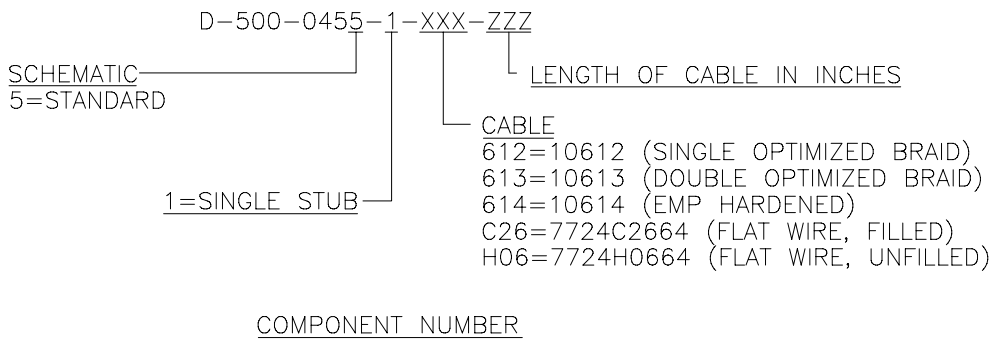 D-500-0455-1-XXX-ZZZ
SCHEMATIC
5=STANDARD
LENGTH OF CABLE IN INCHES
CABLE
612=10612 (SINGLE OPTIMIZED BRAID)
613=10613 (DOUBLE OPTIMIZED BRAID)
614=10614 (EMP HARDENED)
C26=7724C2664 (FLAT WIRE, FILLED)
H06=7724H0664 (FLAT WIRE, UNFILLED)
1=SINGLE STUB
COMPONENT NUMBER